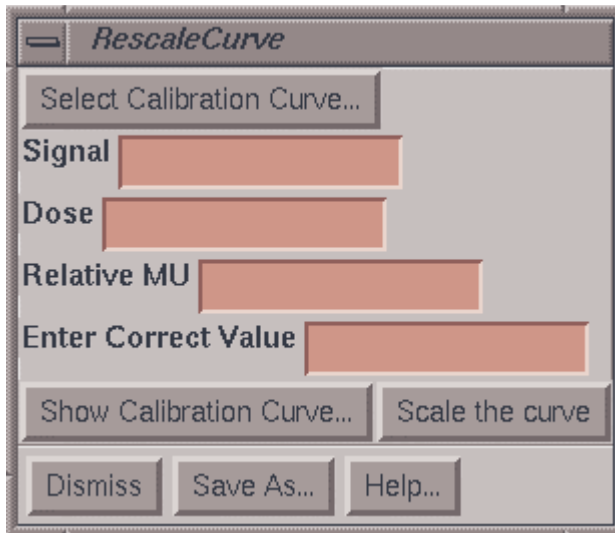 RescaleCurve
Select Calibration Curve...
Signal
Dose
Relative MU
Enter Correct Value
Show Calibration Curve... Scale the curve
Dismiss Save As... Help...